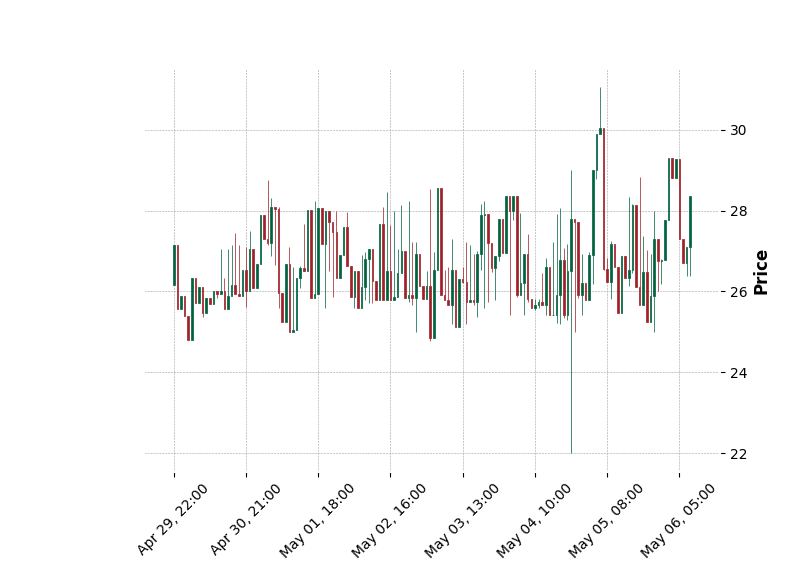 30
28
26
24
22
Price
Apr 29, 22:00
Apr 30, 21:00
May 01, 18:00
May 02, 16:00
May 03, 13:00
May 04, 10:00
May 05, 08:00
May 06, 05:00